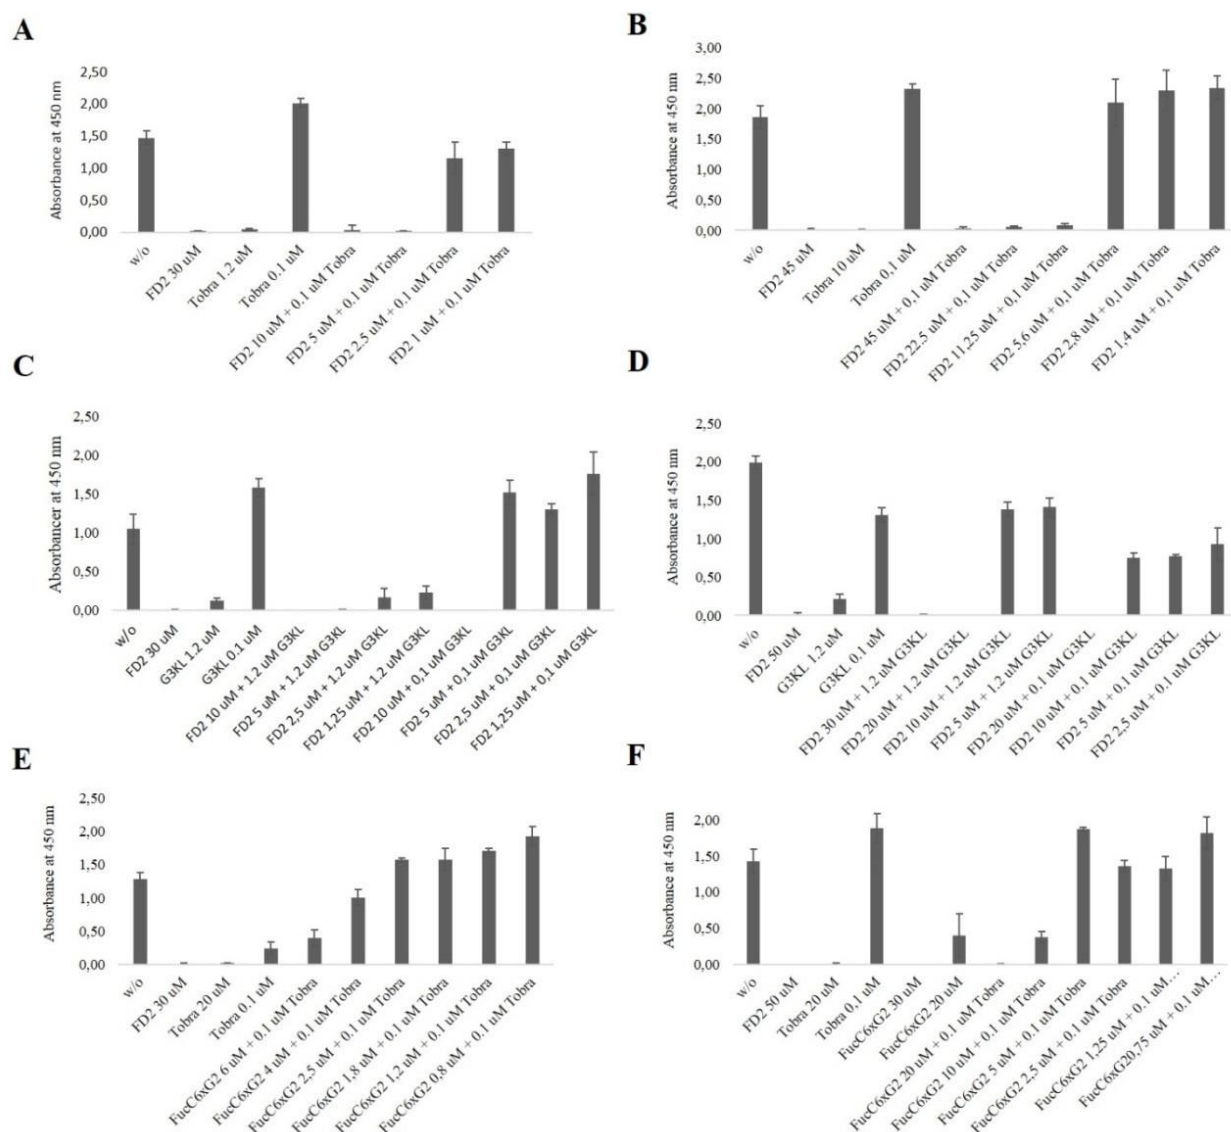 A
Absorbance at 450 nm
2,50
2,00
1,50
1,00
0,50
0,00
w/o
FD2 30 uM
Tobra 1.2 uM
Tobra 0,1 uM
FD2 10 uM + 0,1 uM Tobra
FD2 5 uM + 0,1 uM Tobra
FD2 2,5 uM + 0,1 uM Tobra
FD2 1 uM + 0,1 uM Tobra
B
Absorbance at 450 nm
3,00
2,50
2,00
1,50
1,00
0,50
0,00
w/o
FD2 45 uM
Tobra 10 uM
Tobra 0,1 uM
FD2 45 uM + 0,1 uM Tobra
FD2 22,5 uM + 0,1 uM Tobra
FD2 11,25 uM + 0,1 uM Tobra
FD2 5,6 uM + 0,1 uM Tobra
FD2 2,8 uM + 0,1 uM Tobra
FD2 1,4 uM + 0,1 uM Tobra
C
Absorbancer at 450 nm
2,50
2,00
1,50
1,00
0,50
0,00
w/o
FD2 30 uM
G3KL 1.2 uM
G3KL 0.1 uM
FD2 10 uM + 1.2 uM G3KL
FD2 5 uM + 1.2 uM G3KL
FD2 2,5 uM + 1.2 uM G3KL
FD2 1,25 uM + 1.2 uM G3KL
FD2 10 uM + 0,1 uM G3KL
FD2 5 uM + 0,1 uM G3KL
FD2 2,5 uM + 0,1 uM G3KL
FD2 1,25 uM + 0,1 uM G3KL
D
Absorbance at 450 nm
2,50
2,00
1,50
1,00
0,50
0,00
w/o
FD2 50 uM
G3KL 1.2 uM
G3KL 0.1 uM
FD2 30 uM + 1.2 uM G3KL
FD2 20 uM + 1.2 uM G3KL
FD2 10 uM + 1.2 uM G3KL
FD2 5 uM + 1.2 uM G3KL
FD2 20 uM + 0.1 uM G3KL
FD2 10 uM + 0.1 uM G3KL
FD2 5 uM + 0.1 uM G3KL
FD2 2,5 uM + 0.1 uM G3KL
E
Absorbance at 450 nm
2,50
2,00
1,50
1,00
0,50
0,00
w/o
FD2 30 uM
Tobra 20 uM
Tobra 0.1 uM
FucC6xG2 6 uM + 0.1 uM Tobra
FucC6xG2 4 uM + 0.1 uM Tobra
FucC6xG2 2,5 uM + 0.1 uM Tobra
FucC6xG2 1,8 uM + 0.1 uM Tobra
FucC6xG2 1,2 uM + 0.1 uM Tobra
FucC6xG2 0,8 uM + 0.1 uM Tobra
F
Absorbance at 450 nm
2,00
1,50
1,00
0,50
0,00
w/o
FD2 50 uM
Tobra 20 uM
Tobra 0,1 uM
FucC6xG2 30 uM
FucC6xG2 20 uM
FucC6xG2 20 uM + 0.1 uM Tobra
FucC6xG2 10 uM + 0.1 uM Tobra
FucC6xG2 5 uM + 0.1 uM Tobra
FucC6xG2 2,5 uM + 0.1 uM Tobra
FucC6xG2 1,25 uM + 0.1 uM…
FucC6xG20,75 uM + 0.1 uM…